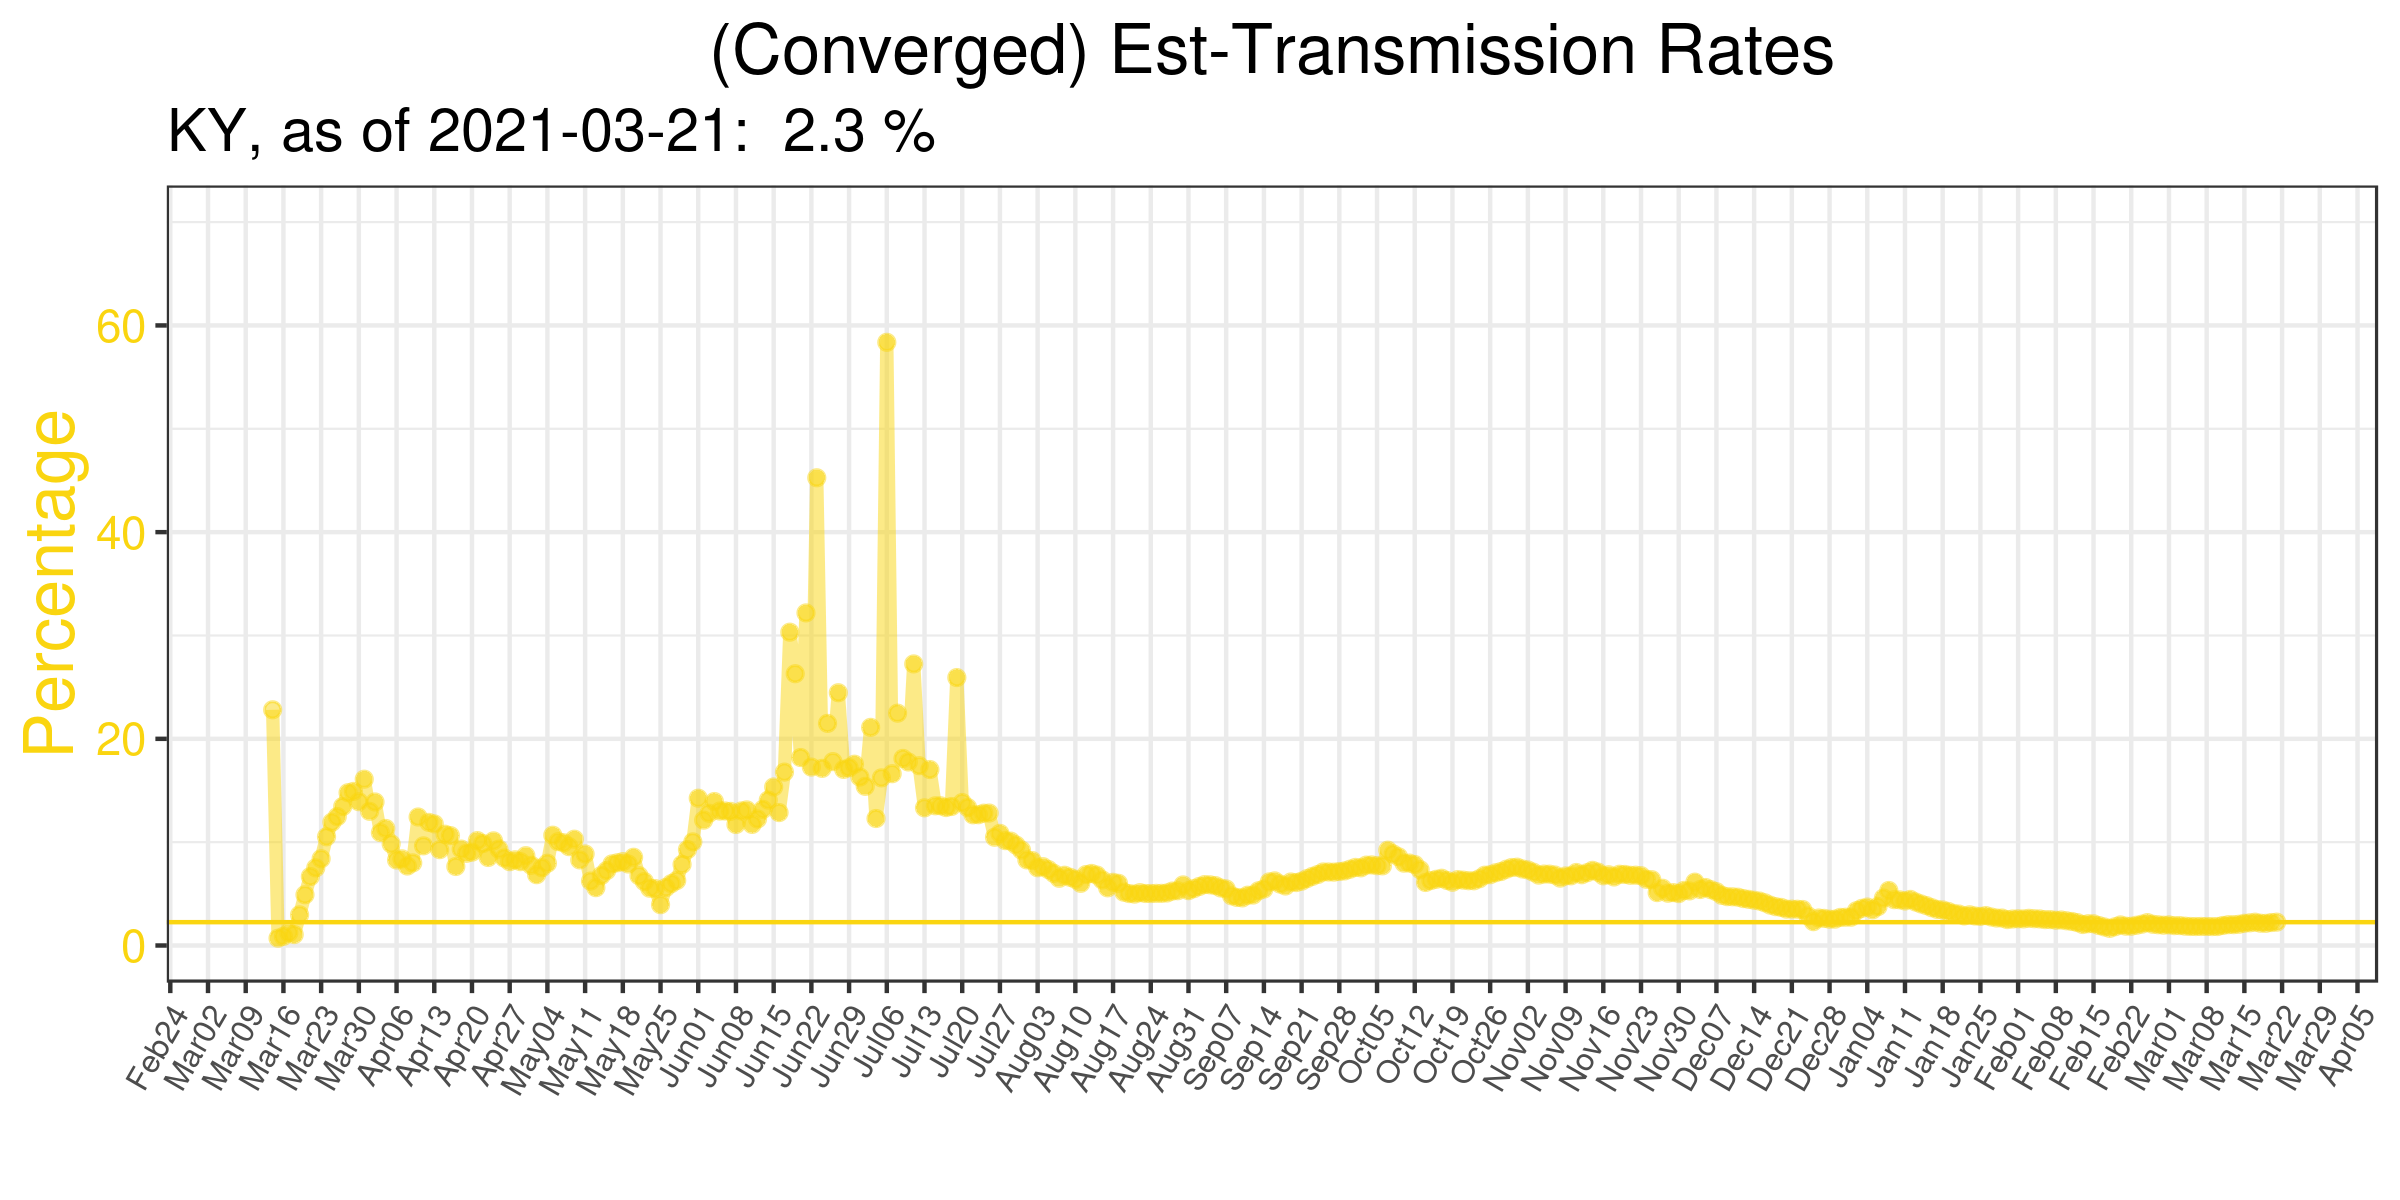 (Converged) Est-Transmission Rates
KY, as of 2021-03-21:  2.3 %
Percentage
60
40
20
0
Feb24
Mar02
Mar09
Mar16
Mar23
Mar30
Apr06
Apr13
Apr20
Apr27
May04
May11
May18
May25
Jun01
Jun08
Jun15
Jun22
Jun29
Jul06
Jul13
Jul20
Jul27
Aug03
Aug10
Aug17
Aug24
Aug31
Sep07
Sep14
Sep21
Sep28
Oct05
Oct12
Oct19
Oct26
Nov02
Nov09
Nov16
Nov23
Nov30
Dec07
Dec14
Dec21
Dec28
Jan04
Jan11
Jan18
Jan25
Feb01
Feb08
Feb15
Feb22
Mar01
Mar08
Mar15
Mar22
Mar29
Apr05